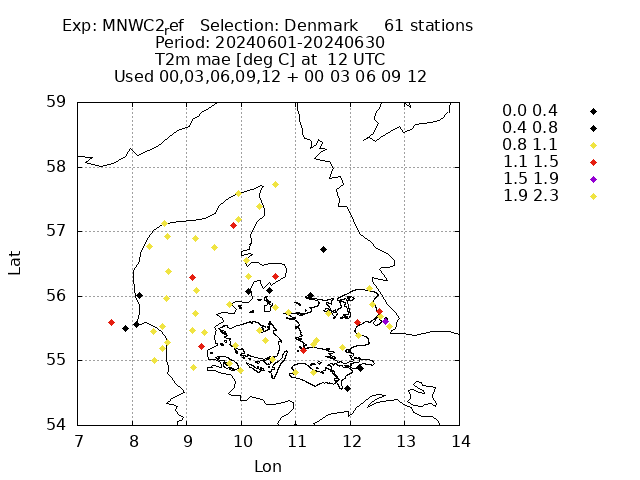 Exp: MNWC2ref   Selection: Denmark     61 stations
Period: 20240601-20240630
T2m mae [deg C] at  12 UTC
Used 00,03,06,09,12 + 00 03 06 09 12
59
58
57
56
55
54
Lat
7 8 9 10 11 12 13 14
Lon
0.0 0.4
0.4 0.8
0.8 1.1
1.1 1.5
1.5 1.9
1.9 2.3